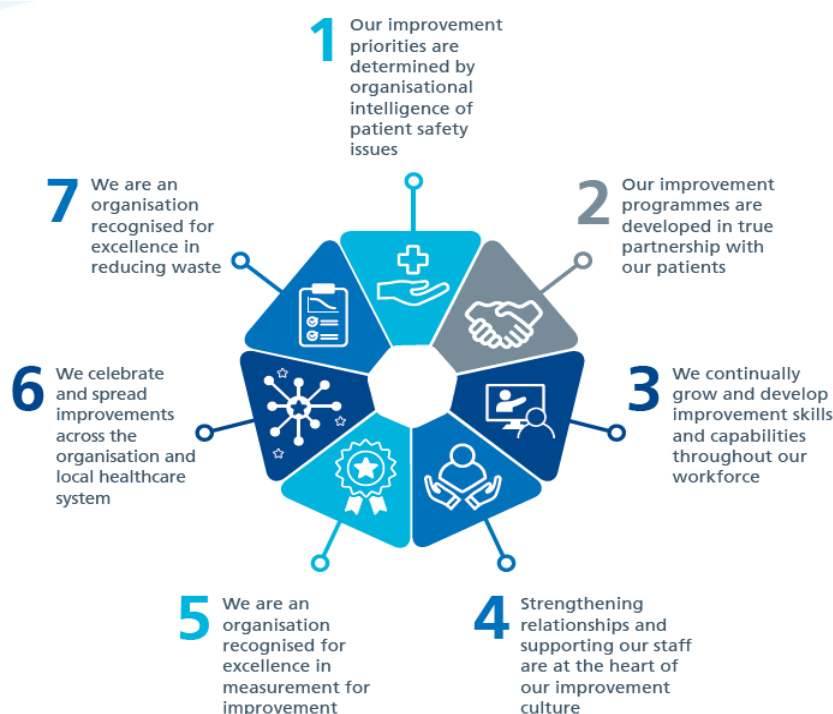 1
Our improvement
priorities are
determined by
organisational
intelligence of
patient safety
issues
2
Our improvement
programmes are
developed in true
partnership with
our patients
3
We continually
grow and develop
improvement skills
and capabilities
throughout our
workforce
4
Strengthening
relationships and
supporting our staff
are at the heart of
our improvement
culture
5
We are an
organisation
recognised for
excellence in
measurement for
improvement
6
We celebrate
and spread
improvements
across the
organisation and
local healthcare
system
7
We are an
organisation
recognised for
excellence in
reducing waste